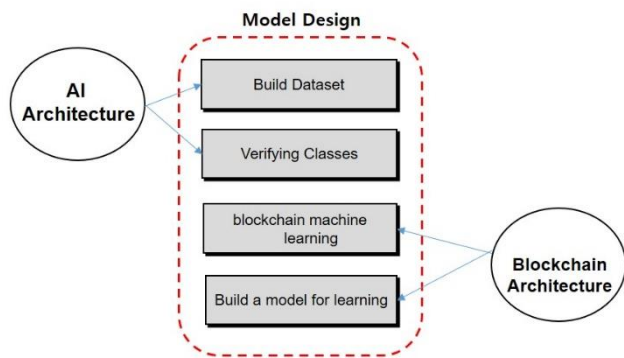 Model Design
AI
Architecture
Build Dataset
Verifying Classes
blockchain machine
learning
Build a model for learning
Blockchain
Architecture